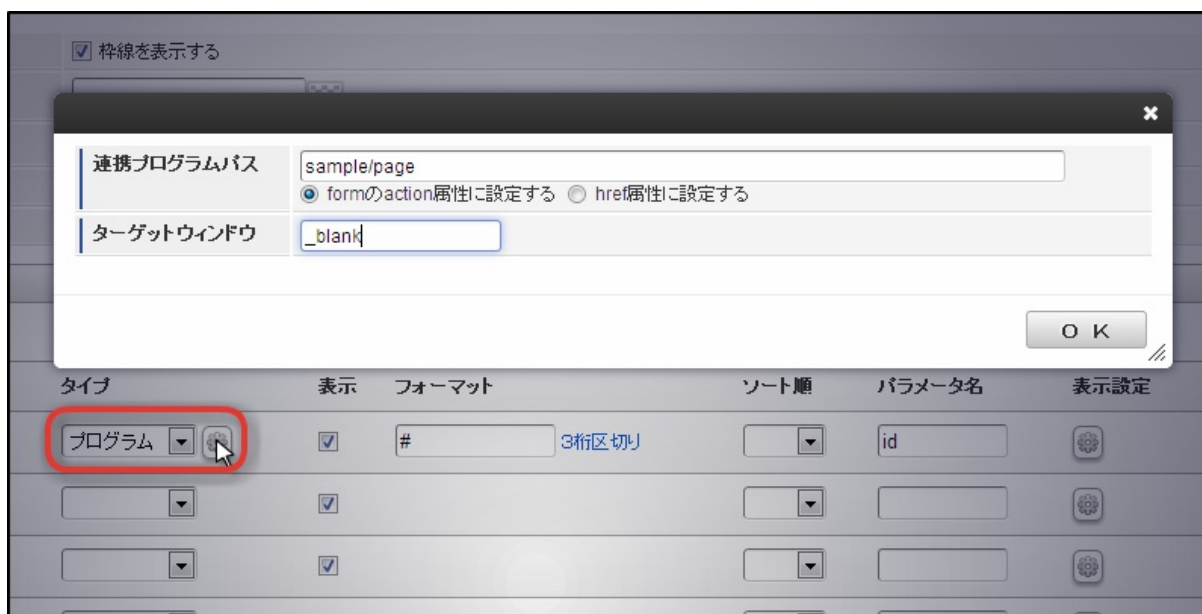 枠線を表示する
連携プログラムパス
sample/page
formのaction属性に設定する href属性に設定する
ターゲットウィンドウ
_blank
ＯＫ
タイプ 表示 フォーマット ソート順 パラメータ名 表示設定
プログラム # 3桁区切り id